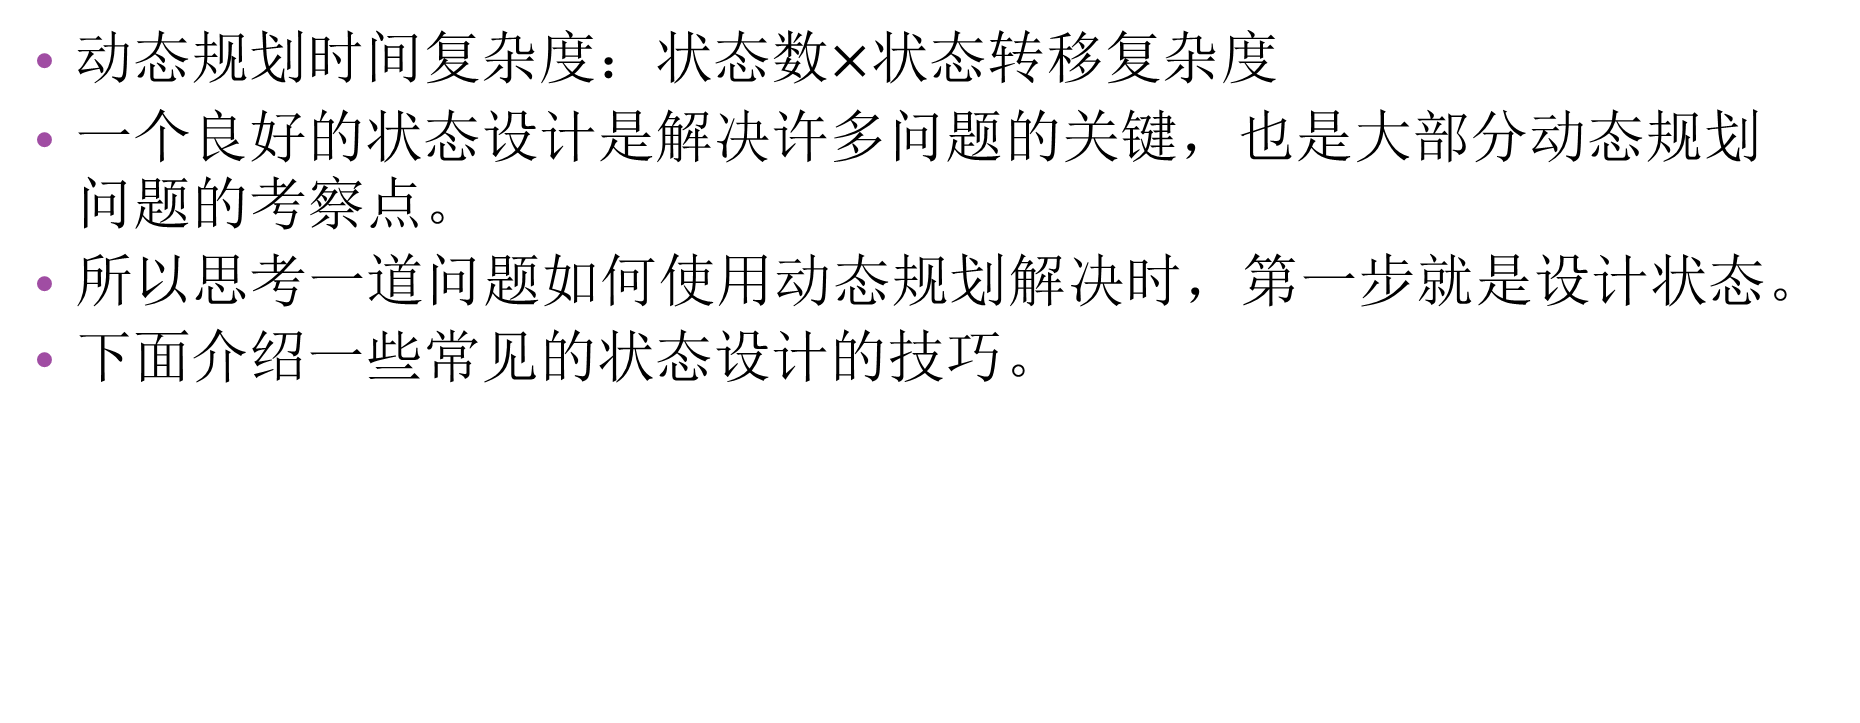 • 动态规划时间复杂度：状态数×状态转移复杂度
• 一个良好的状态设计是解决许多问题的关键，也是大部分动态规划
问题的考察点。
• 所以思考一道问题如何使用动态规划解决时，第一步就是设计状态。
• 下面介绍一些常见的状态设计的技巧。